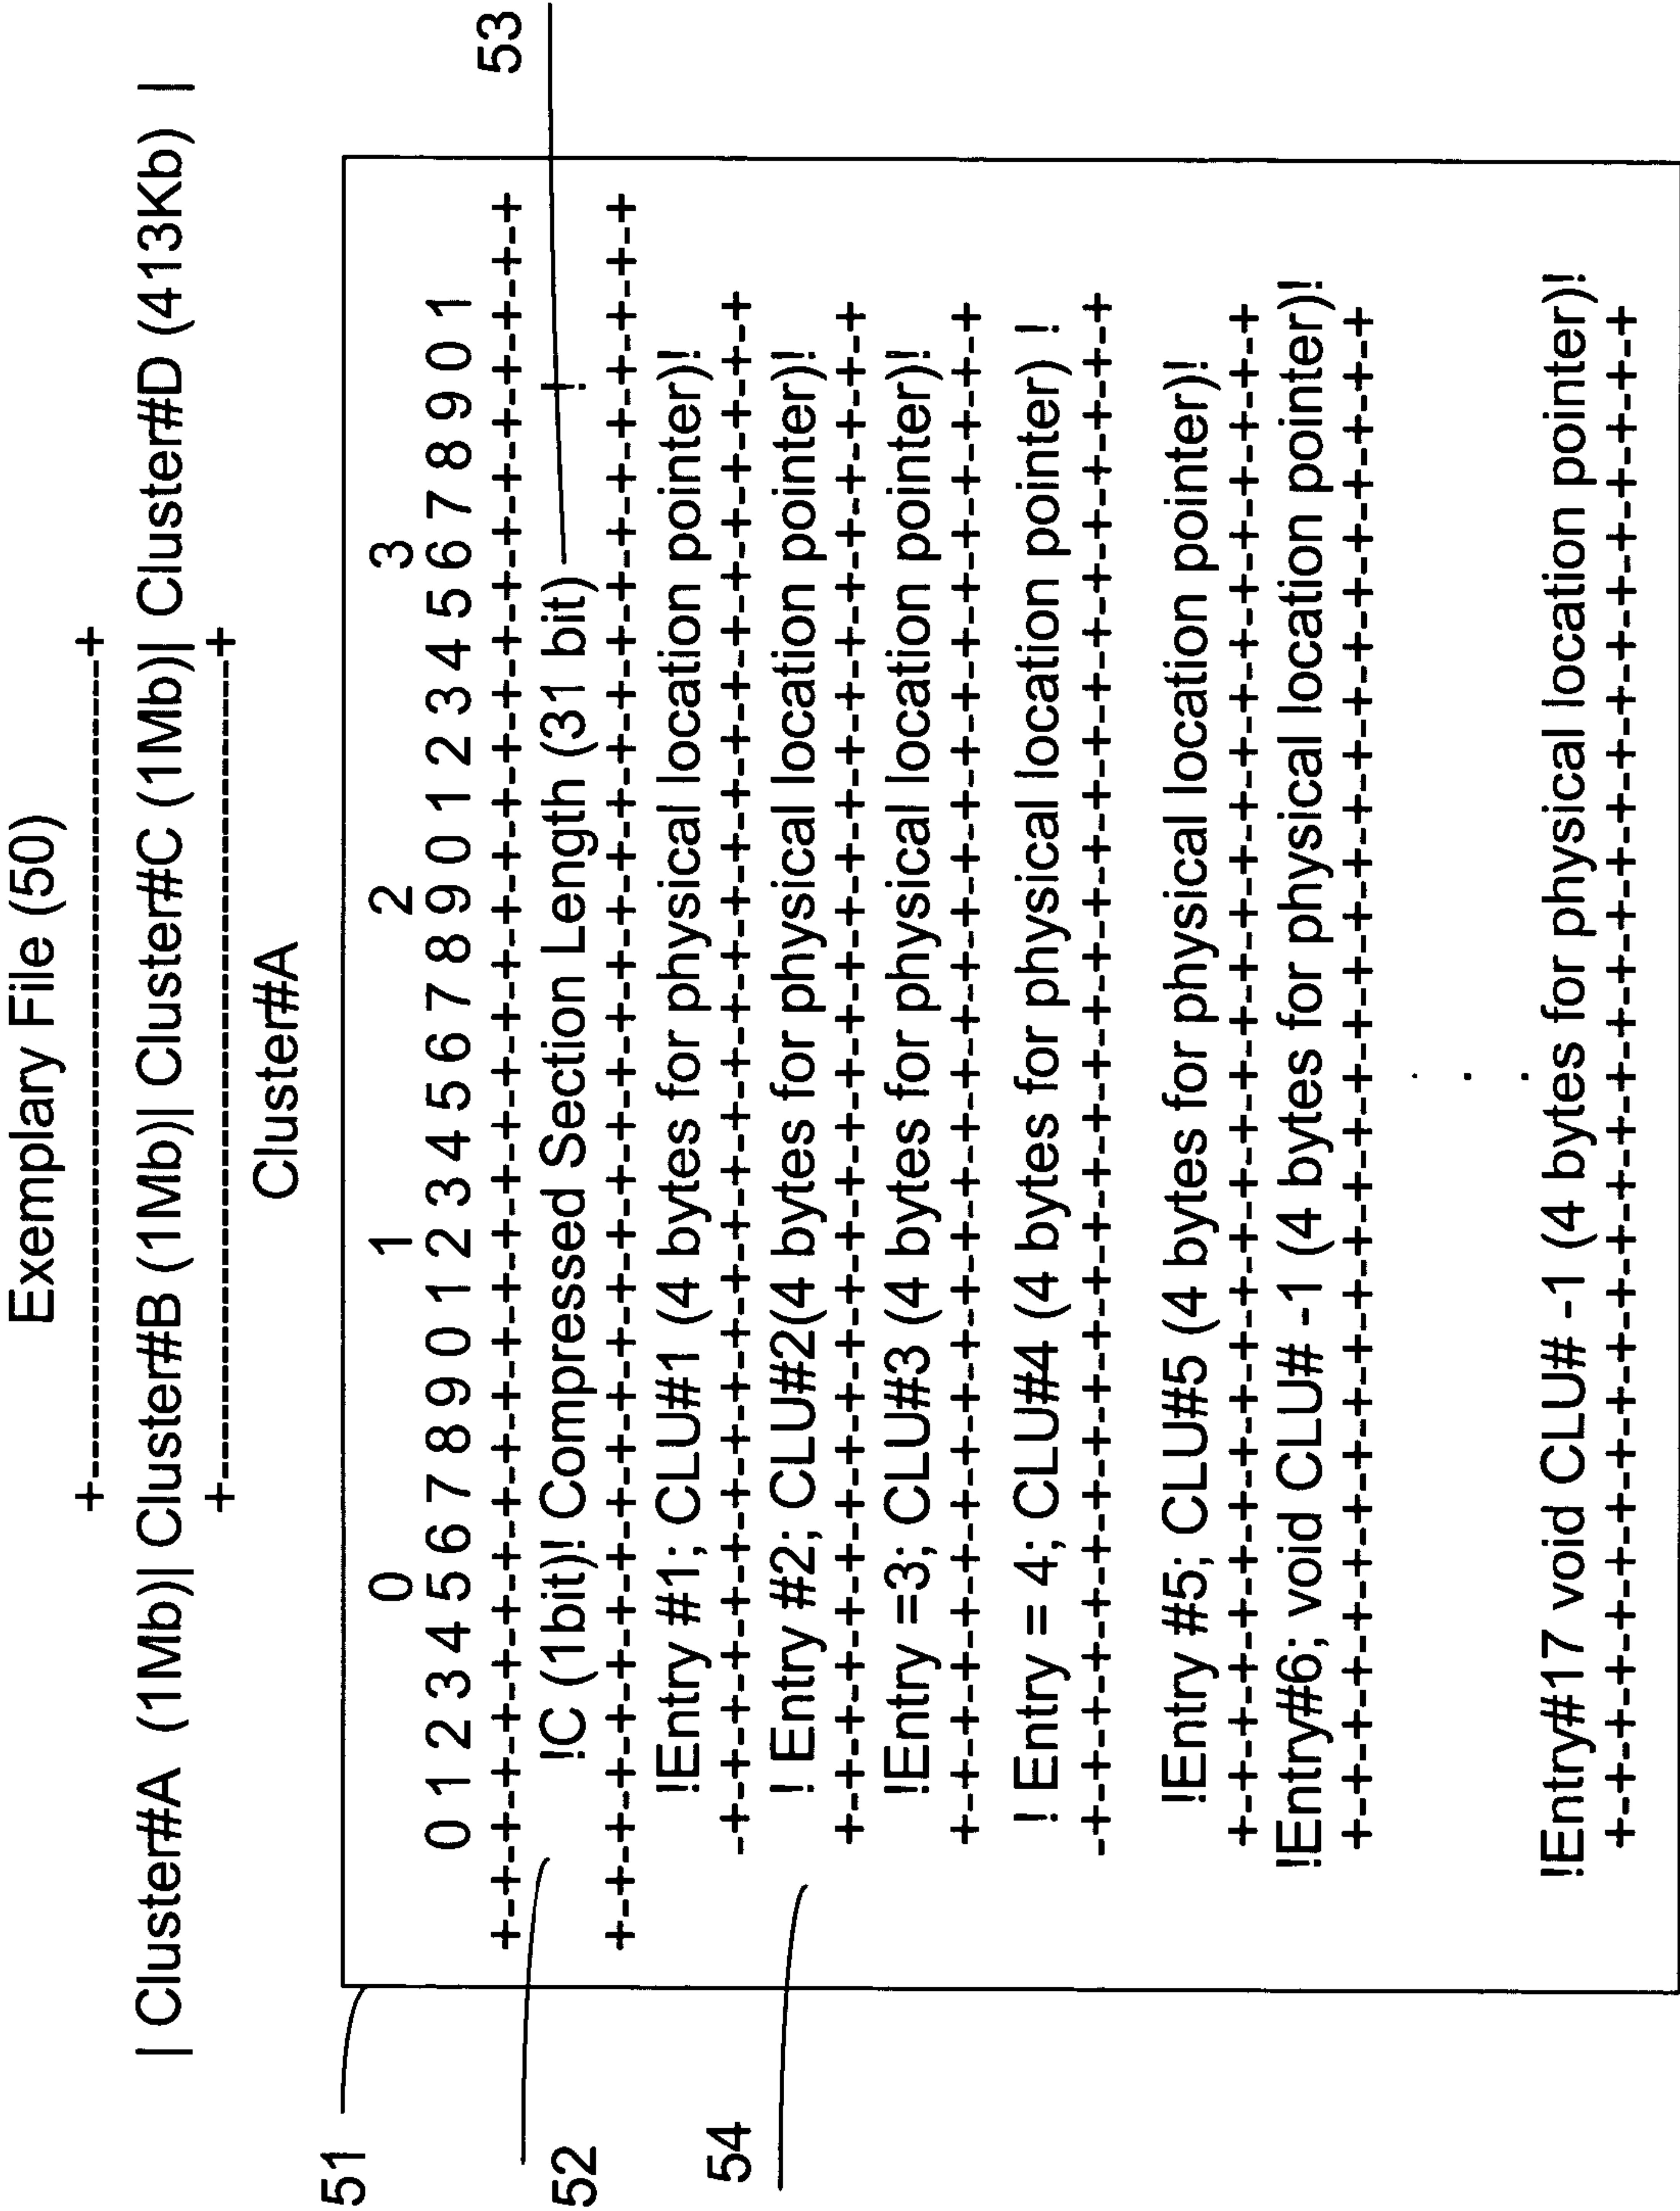 Exemplary File (50)
+------------------------------------------+
| Cluster#A (1Mb)| Cluster#B (1Mb)| Cluster#C (1Mb)| Cluster#D (413Kb) |
+------------------------------------------+
Cluster#A
51
0 1 2 3
0 1 2 3 4 5 6 7 8 9 0 1 2 3 4 5 6 7 8 9 0 1 2 3 4 5 6 7 8 9 0 1
+-+-+-+-+-+-+-+-+-+-+-+-+-+-+-+-+-+-+-+-+-+-+-+-+-+-+-+-+-+-+-+-+
53
!C (1bit)! Compressed Section Length (31 bit) !
52
+-+-+-+-+-+-+-+-+-+-+-+-+-+-+-+-+-+-+-+-+-+-+-+-+-+-+-+-+-+-+-+-+
!Entry #1; CLU#1 (4 bytes for physical location pointer)!
-+-+-+-+-+-+-+-+-+-+-+-+-+-+-+-+-+-+-+-+-+-+-+-+-+-+-+-+-+
54
! Entry #2; CLU#2(4 bytes for physical location pointer)!
+-+-+-+-+-+-+-+-+-+-+-+-+-+-+-+-+-+-+-+-+-+-+-+-+-+-+-+-+
!Entry =3; CLU#3 (4 bytes for physical location pointer)!
+-+-+-+-+-+-+-+-+-+-+-+-+-+-+-+-+-+-+-+-+-+-+-+-+-+-+-+-+
! Entry = 4; CLU#4 (4 bytes for physical location pointer) !
-+-+-+-+-+-+-+-+-+-+-+-+-+-+-+-+-+-+-+-+-+-+-+-+-+-+-+-+-+
!Entry #5; CLU#5 (4 bytes for physical location pointer)!
+-+-+-+-+-+-+-+-+-+-+-+-+-+-+-+-+-+-+-+-+-+-+-+-+-+-+-+-+
!Entry#6; void CLU# -1 (4 bytes for physical location pointer)!
+-+-+-+-+-+-+-+-+-+-+-+-+-+-+-+-+-+-+-+-+-+-+-+-+-+-+-+-+
.
.
.
!Entry#17 void CLU# -1 (4 bytes for physical location pointer)!
+-+-+-+-+-+-+-+-+-+-+-+-+-+-+-+-+-+-+-+-+-+-+-+-+-+-+-+-+